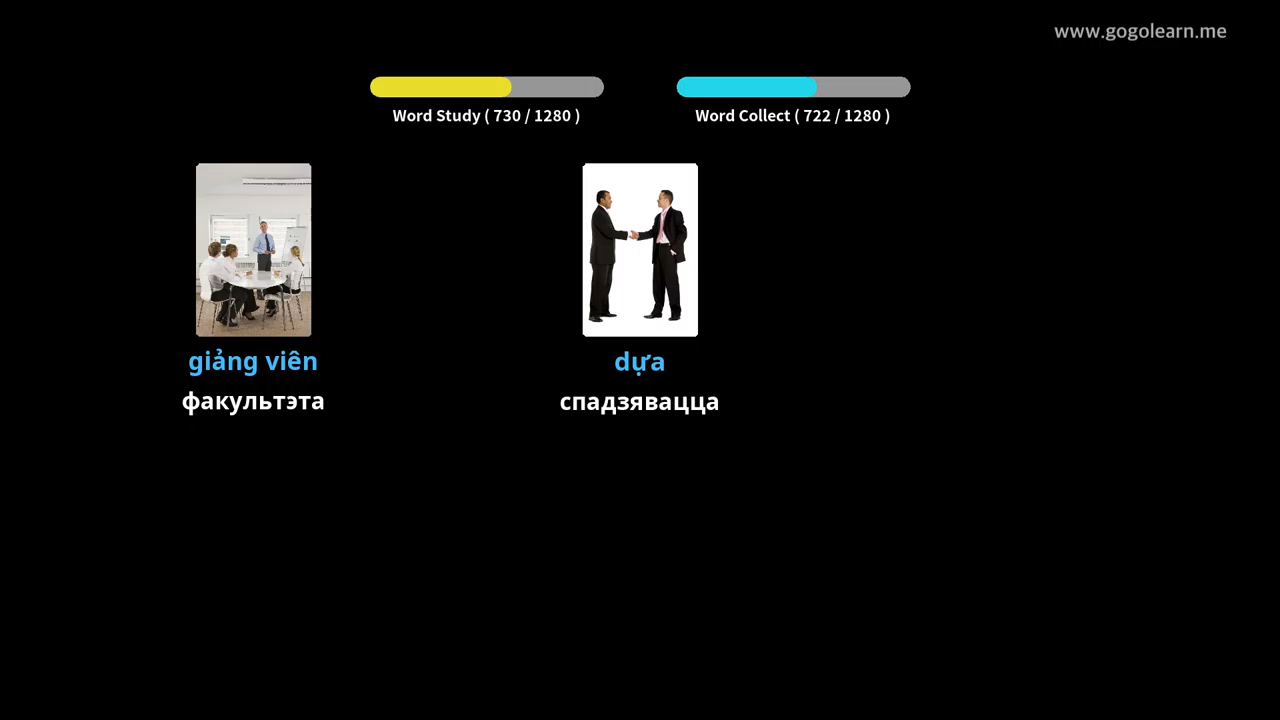 www.gogolearn.me
Word Study ( 730 / 1280 )
Word Collect ( 722 / 1280 )
giảng viên
dựa
факультэта
спадзявацца